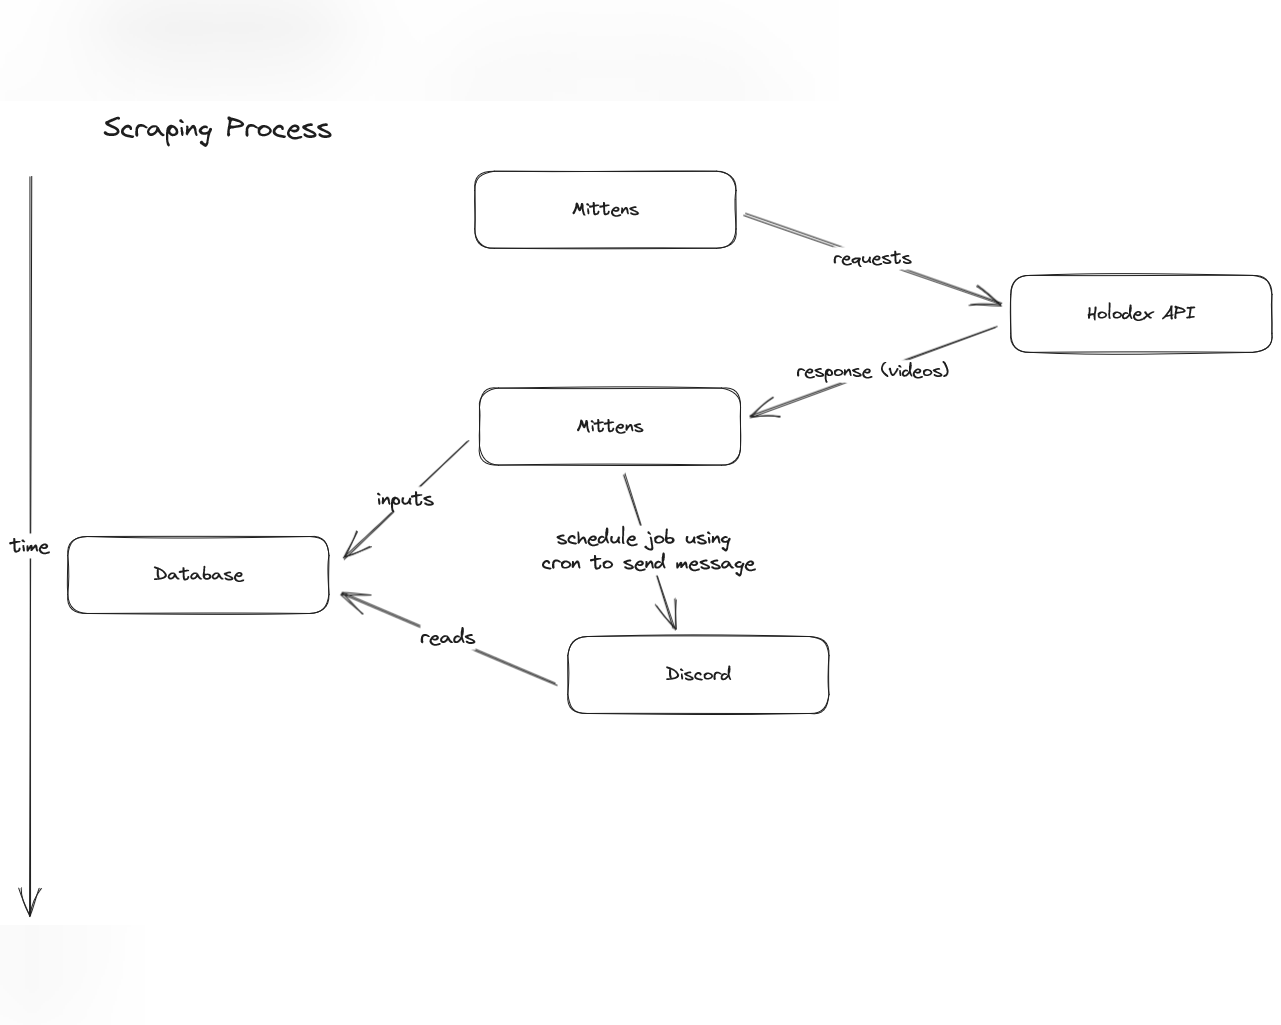 Scraping Process
Mittens
requests
Holodex API
response (videos)
Mittens
inputs
schedule job using
cron to send message
time
Database
reads
Discord